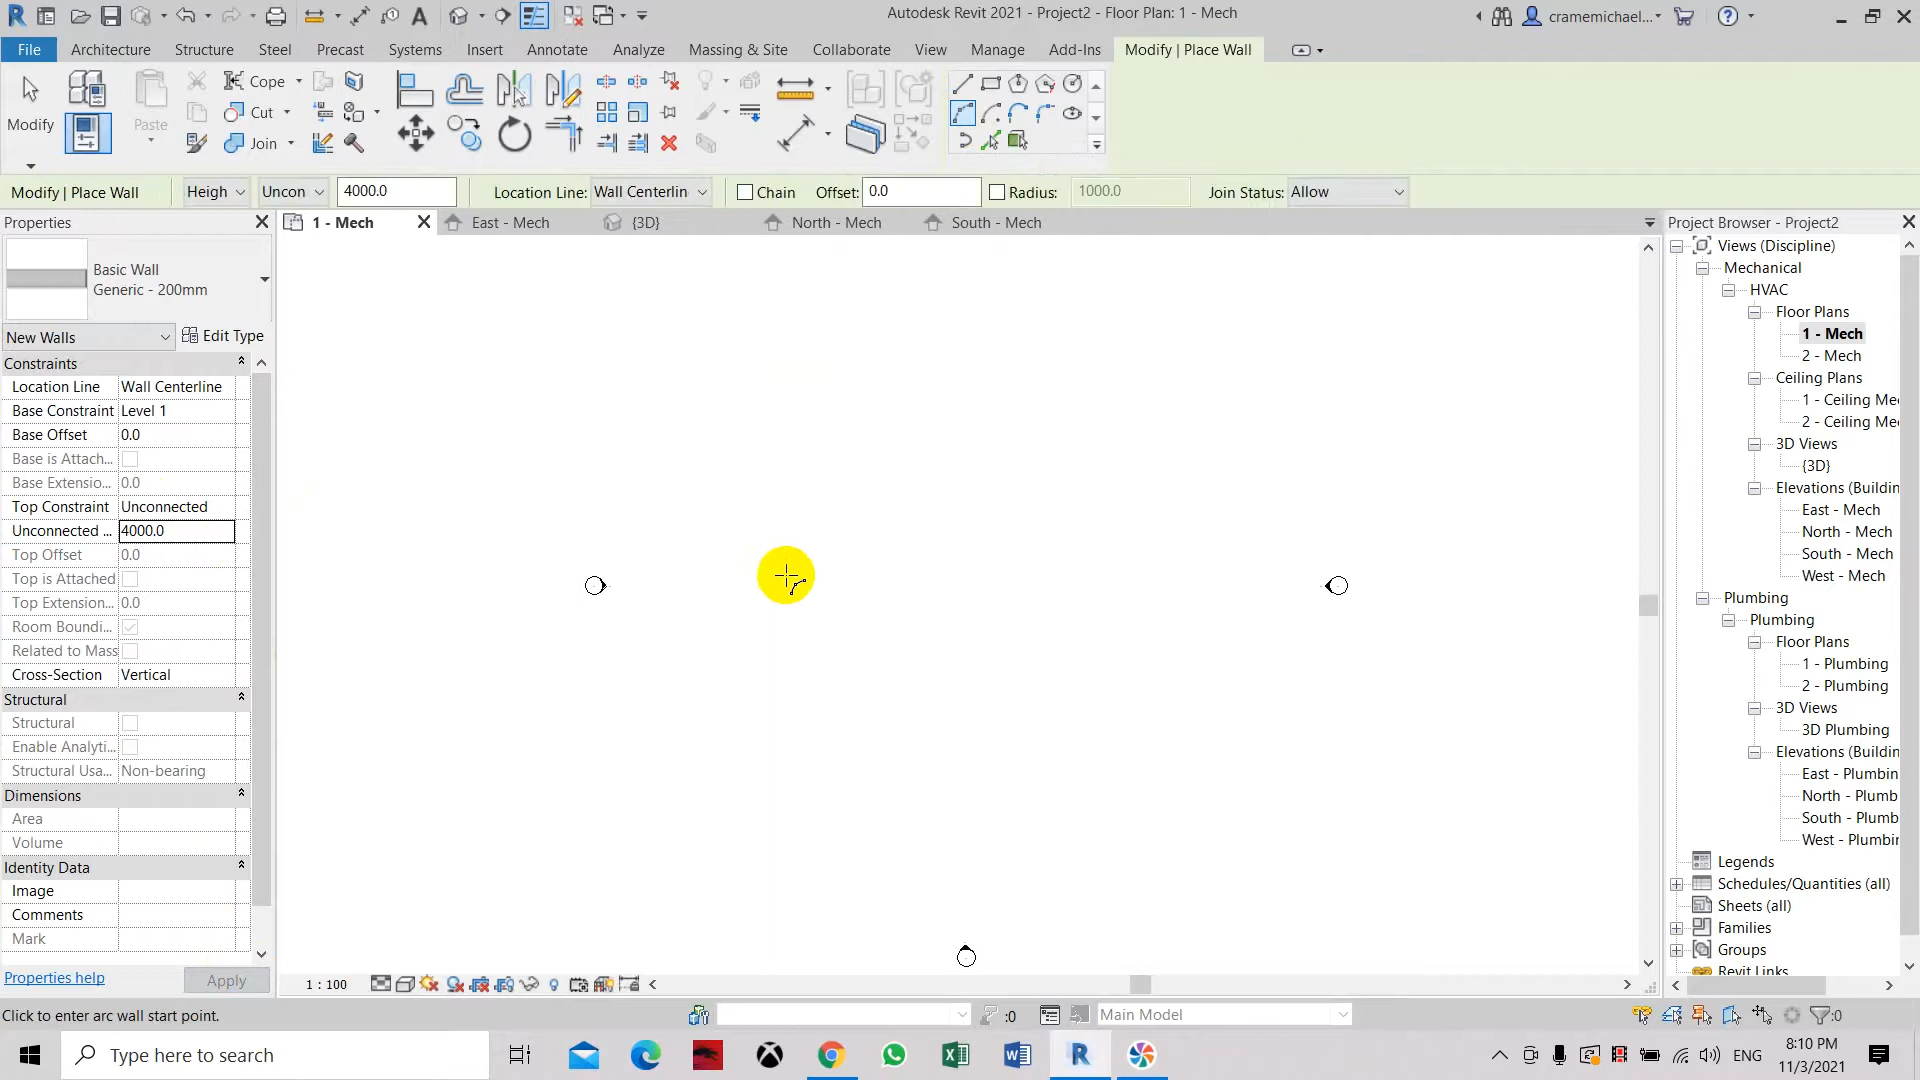 Autodesk Revit 2021 - Project2 - Floor Plan: 1 - Mech
cramemichael...
File Architecture Structure Steel Precast Systems Insert Annotate Analyze Massing & Site Collaborate View Manage Add-Ins Modify | Place Wall
Modify
Paste
Cope
Cut
Join
Modify | Place Wall Heigh Uncon 4000.0 Location Line: Wall Centerlin Chain Offset: 0.0 Radius: 1000.0 Join Status: Allow
Properties
1 - Mech East - Mech {3D} North - Mech South - Mech
Project Browser - Project2
Basic Wall
Generic - 200mm
New Walls Edit Type
Constraints
Location Line Wall Centerline
Base Constraint Level 1
Base Offset 0.0
Base is Attach...
Base Extensio... 0.0
Top Constraint Unconnected
Unconnected ... 4000.0
Top Offset 0.0
Top is Attached
Top Extension... 0.0
Room Boundi...
Related to Mass
Cross-Section Vertical
Structural
Structural
Enable Analyti...
Structural Usa... Non-bearing
Dimensions
Area
Volume
Identity Data
Image
Comments
Mark
Properties help Apply
Views (Discipline)
Mechanical
HVAC
Floor Plans
1 - Mech
2 - Mech
Ceiling Plans
1 - Ceiling Me
2 - Ceiling Me
3D Views
{3D}
Elevations (Buildin
East - Mech
North - Mech
South - Mech
West - Mech
Plumbing
Plumbing
Floor Plans
1 - Plumbing
2 - Plumbing
3D Views
3D Plumbing
Elevations (Buildin
East - Plumbin
North - Plumb
South - Plumb
West - Plumbin
Legends
Schedules/Quantities (all)
Sheets (all)
Families
Groups
Revit Links
1 : 100
Click to enter arc wall start point.
:0 Main Model :0
Type here to search
ENG
8:10 PM
11/3/2021